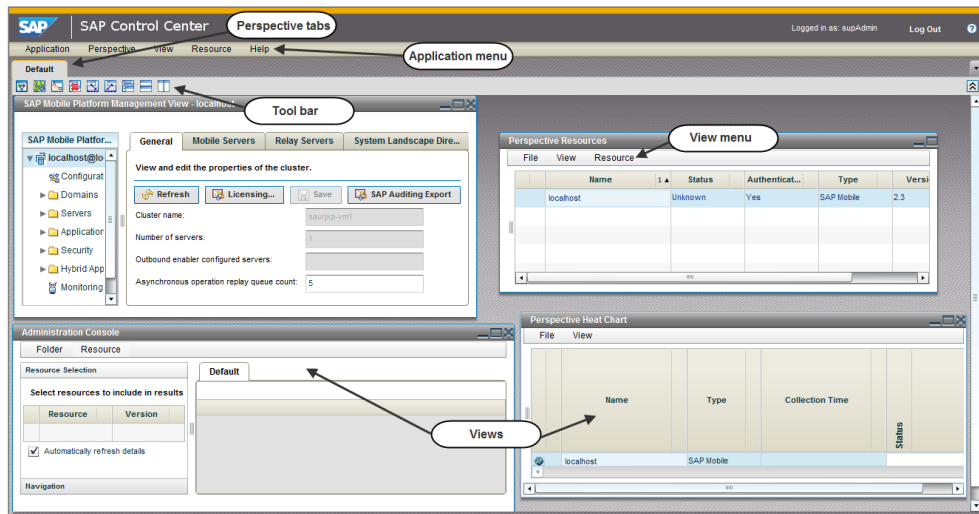 SAP SAP Control Center
Perspective tabs
Logged in as: supAdmin
Log Out
?
Application Perspective View Resource Help
Application menu
Default
Tool bar
SAP Mobile Platform Management View - localhost
SAP Mobile Platfor...
localhost@lo
Configurat
Domains
Servers
Application
Security
Hybrid App
Monitoring
General Mobile Servers Relay Servers System Landscape Dire...
View and edit the properties of the cluster.
Refresh Licensing... Save SAP Auditing Export
Cluster name:
Number of servers: 1
Outbound enabler configured servers:
Asynchronous operation replay queue count: 5
Perspective Resources
View menu
File View Resource
Name 1 Status Authenticat... Type Versi
localhost Unknown Yes SAP Mobile 2.3
Administration Console
Folder Resource
Resource Selection
Select resources to include in results
Resource Version
Automatically refresh details
Navigation
Default
Views
Perspective Heat Chart
File View
Name Type Collection Time Status
localhost SAP Mobile